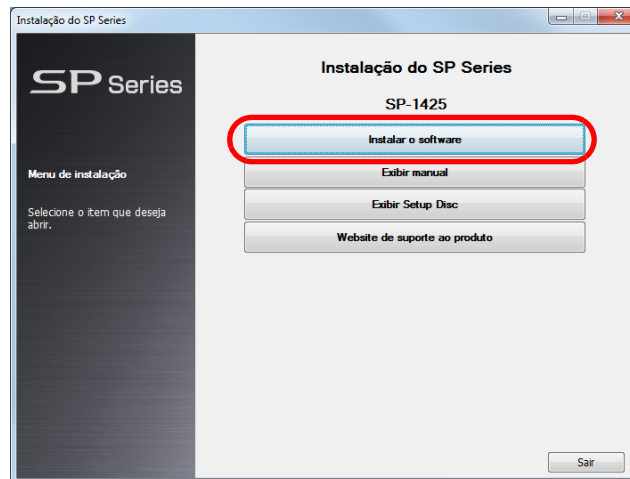 Instalação do SP Series
SP Series
Instalação do SP Series
SP-1425
Instalar o software
Menu de instalação
Exibir manual
Selecione o item que deseja
abrir.
Exibir Setup Disc
Website de suporte ao produto
Sair